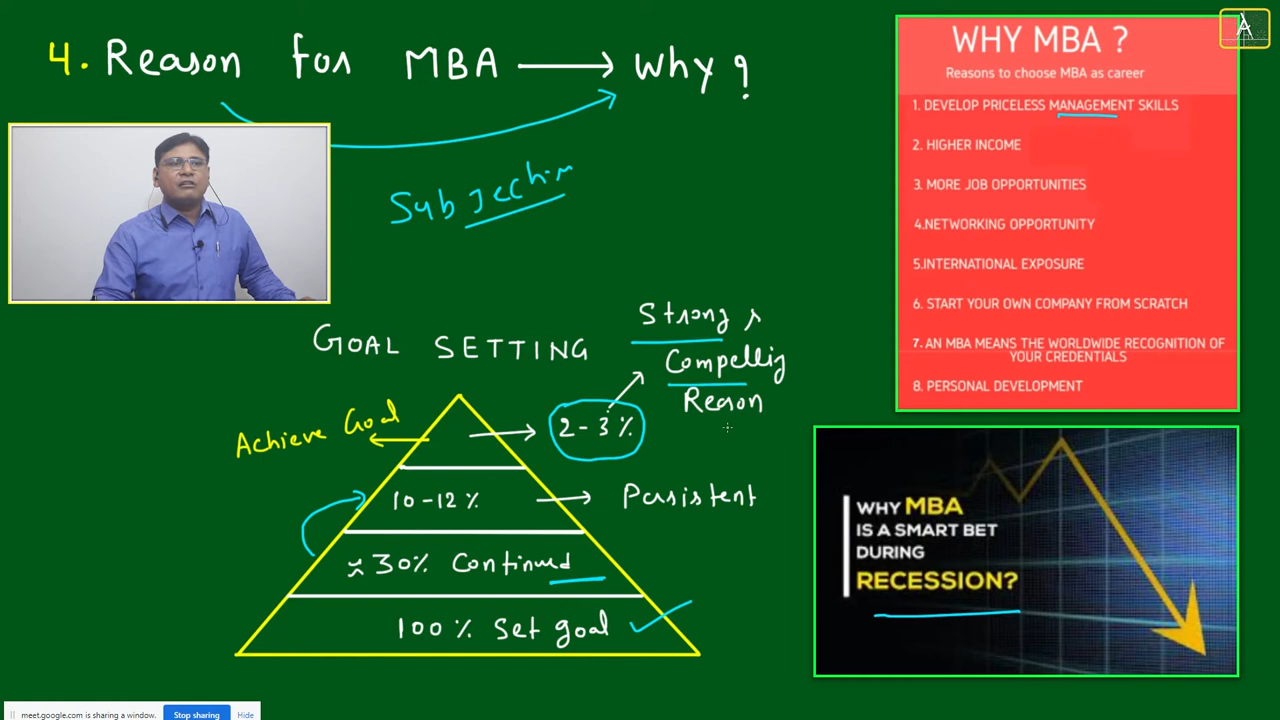 4. Reason for MBA → Why?
Subjective
GOAL SETTING
Strong &
Compelling
Reason
Achieve Goal
2-3%
10-12%
Persistent
≈30% Continued
100% Set goal
A
WHY MBA ?
Reasons to choose MBA as career
1. DEVELOP PRICELESS MANAGEMENT SKILLS
2. HIGHER INCOME
3. MORE JOB OPPORTUNITIES
4.NETWORKING OPPORTUNITY
5.INTERNATIONAL EXPOSURE
6. START YOUR OWN COMPANY FROM SCRATCH
7. AN MBA MEANS THE WORLDWIDE RECOGNITION OF
YOUR CREDENTIALS
8. PERSONAL DEVELOPMENT
WHY MBA
IS A SMART BET
DURING
RECESSION?
meet.google.com is sharing a window.
Stop sharing
Hide